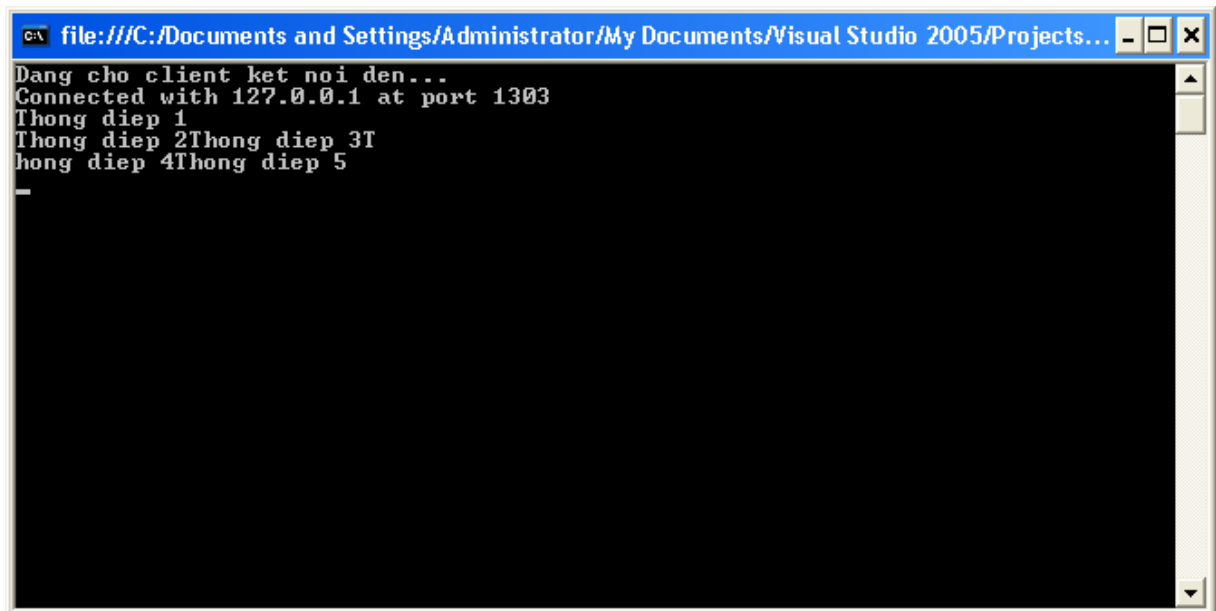 file:///C:/Documents and Settings/Administrator/My Documents/Visual Studio 2005/Projects...
Dang cho client ket noi den...
Connected with 127.0.0.1 at port 1303
Thong diep 1
Thong diep 2Thong diep 3T
hong diep 4Thong diep 5